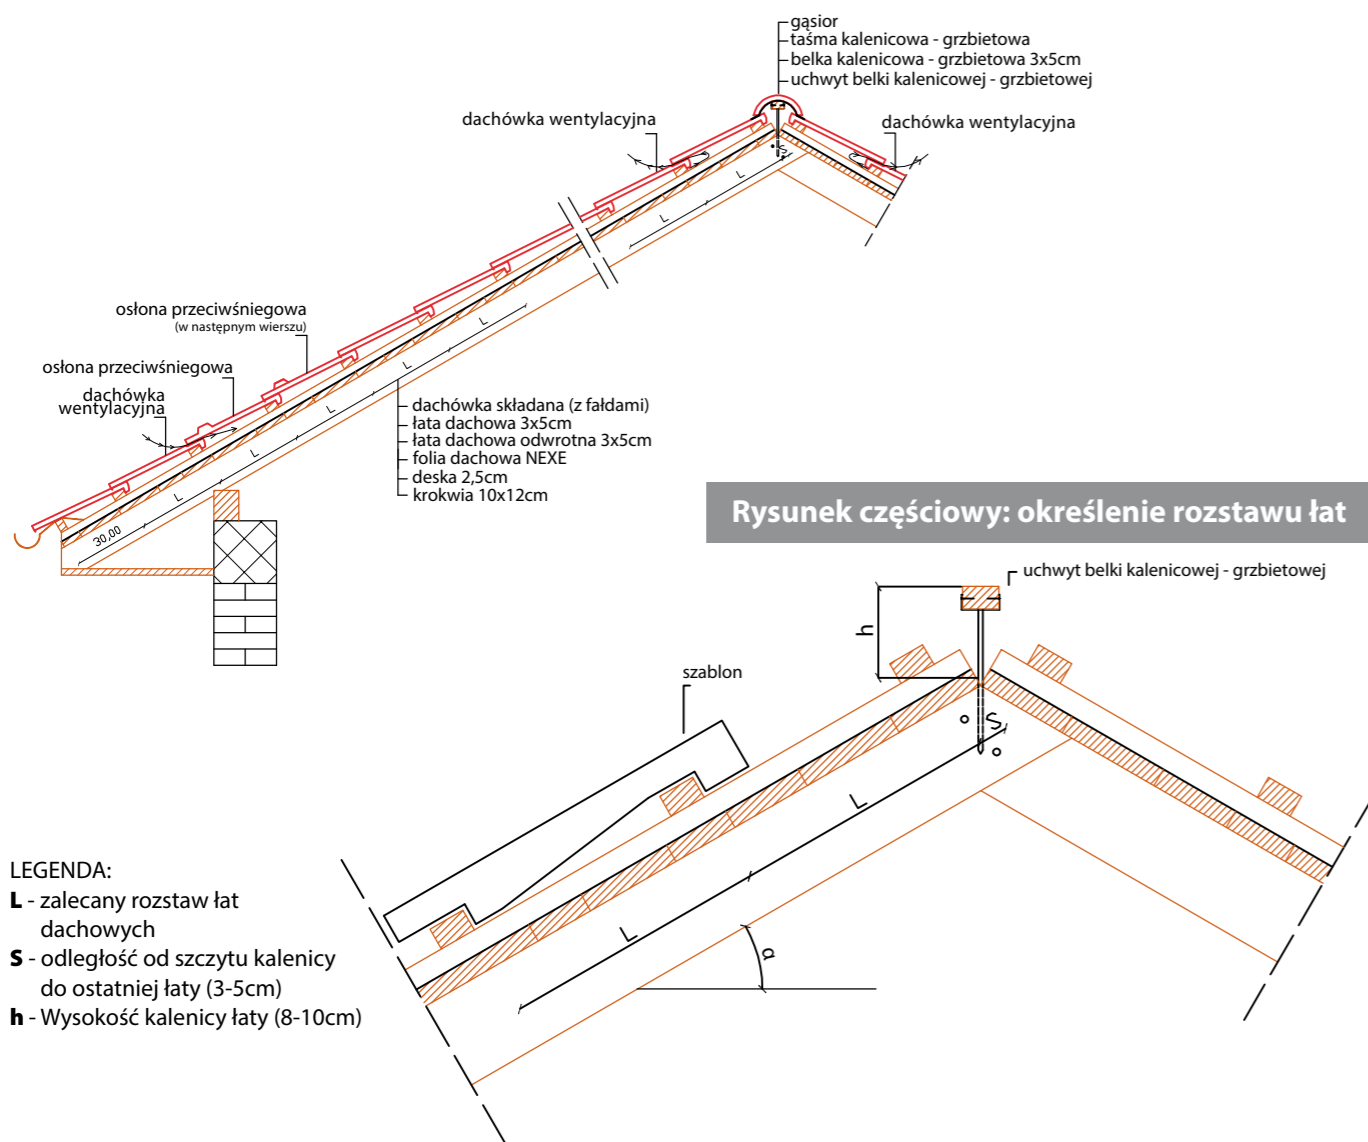 gąsior
taśma kalenicowa - grzbietowa
belka kalenicowa - grzbietowa 3x5cm
uchwyt belki kalenicowej - grzbietowej
dachówka wentylacyjna
dachówka wentylacyjna
S
L
L
osłona przeciwśniegowa
(w następnym wierszu)
osłona przeciwśniegowa
dachówka
wentylacyjna
L
L
L
L
L
30,00
dachówka składana (z fałdami)
łata dachowa 3x5cm
łata dachowa odwrotna 3x5cm
folia dachowa NEXE
deska 2,5cm
krokwia 10x12cm
Rysunek częściowy: określenie rozstawu łat
uchwyt belki kalenicowej - grzbietowej
h
szablon
S
L
L
α
LEGENDA:
L - zalecany rozstaw łat
dachowych
S - odległość od szczytu kalenicy
do ostatniej łaty (3-5cm)
h - Wysokość kalenicy łaty (8-10cm)